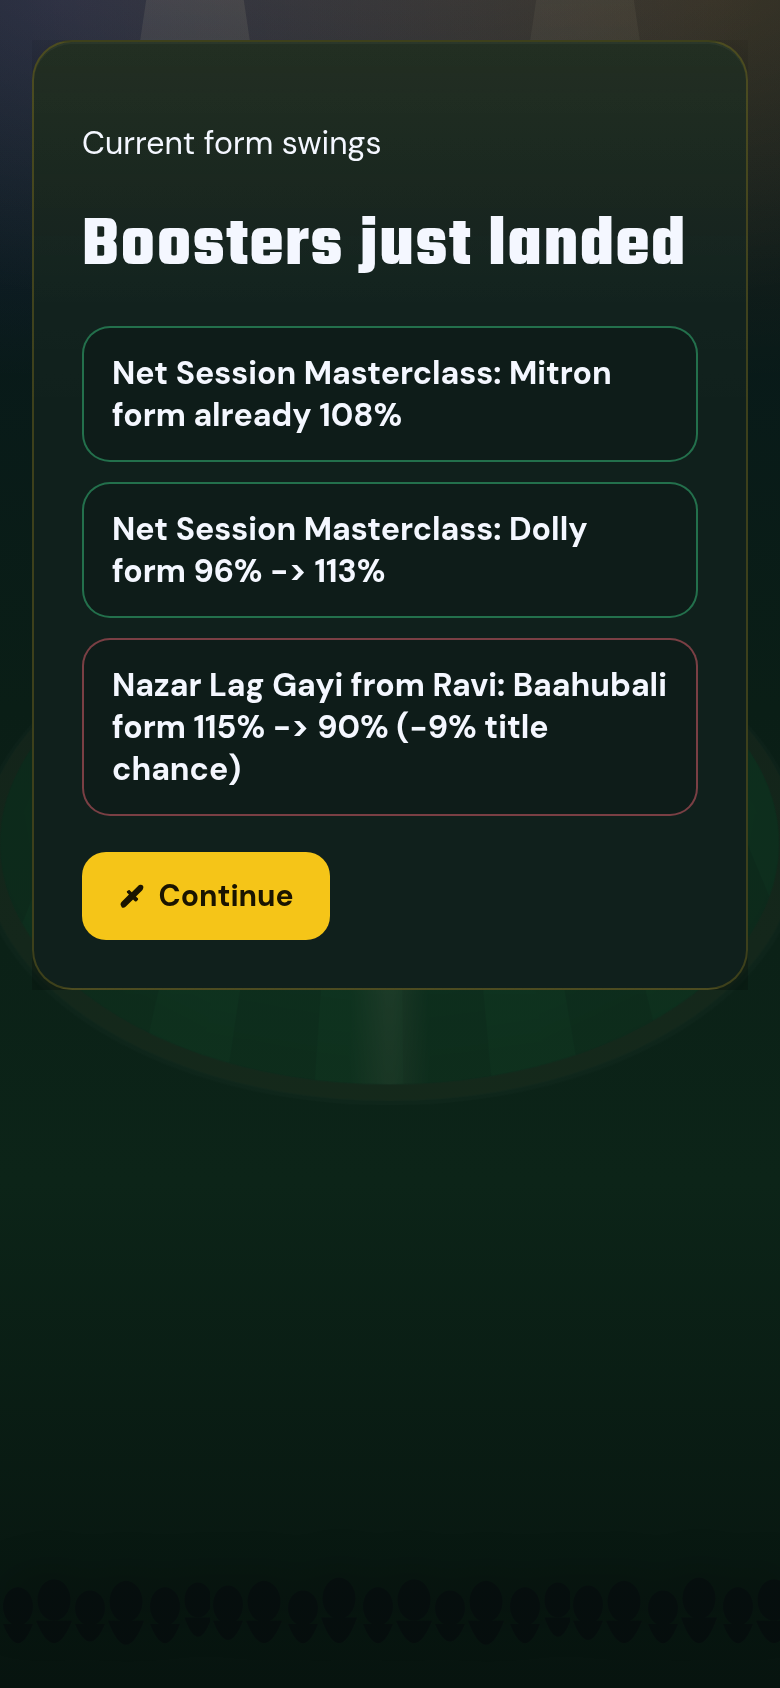 Current form swings
Boosters just landed
Net Session Masterclass: Mitron
form already 108%
Net Session Masterclass: Dolly
form 96% -> 113%
Nazar Lag Gayi from Ravi: Baahubali
form 115% -> 90% (-9% title
chance)
Continue